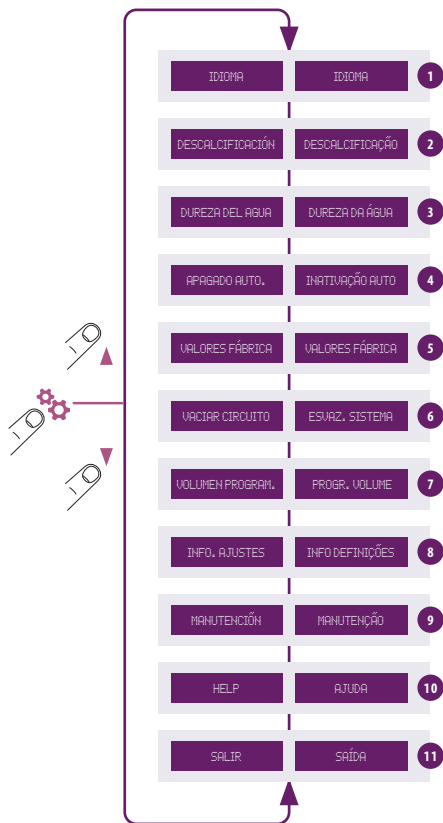 IDIOMA IDIOMA 1
DESCALCIFICACIÓN DESCALCIFICAÇÃO 2
DUREZA DEL AGUA DUREZA DA ÁGUA 3
APAGADO AUTO. INATIVAÇÃO AUTO 4
VALORES FÁBRICA VALORES FÁBRICA 5
VACIAR CIRCUITO ESVAZ. SISTEMA 6
VOLUMEN PROGRAM. PROGR. VOLUME 7
INFO. AJUSTES INFO DEFINIÇÕES 8
MANUTENCIÓN MANUTENÇÃO 9
HELP AJUDA 10
SALIR SAÍDA 11